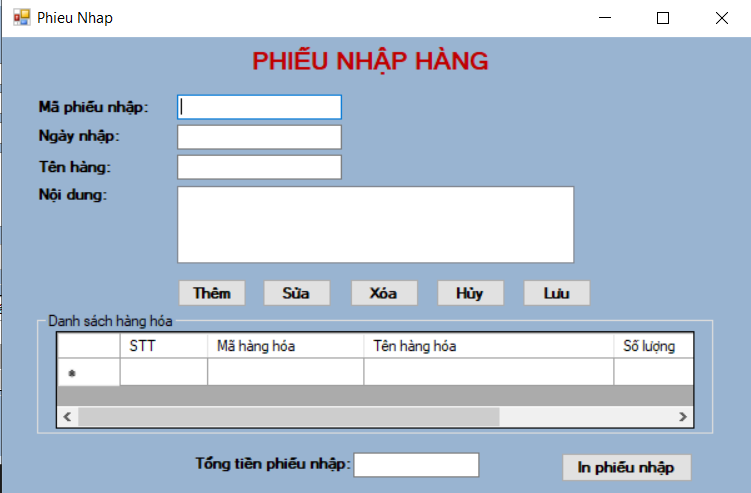 Phieu Nhap
PHIẾU NHẬP HÀNG
Mã phiếu nhập:
Ngày nhập:
Tên hàng:
Nội dung:
Thêm Sửa Xóa Hủy Lưu
Danh sách hàng hóa
STT Mã hàng hóa Tên hàng hóa Số lượng
Tổng tiền phiếu nhập: In phiếu nhập